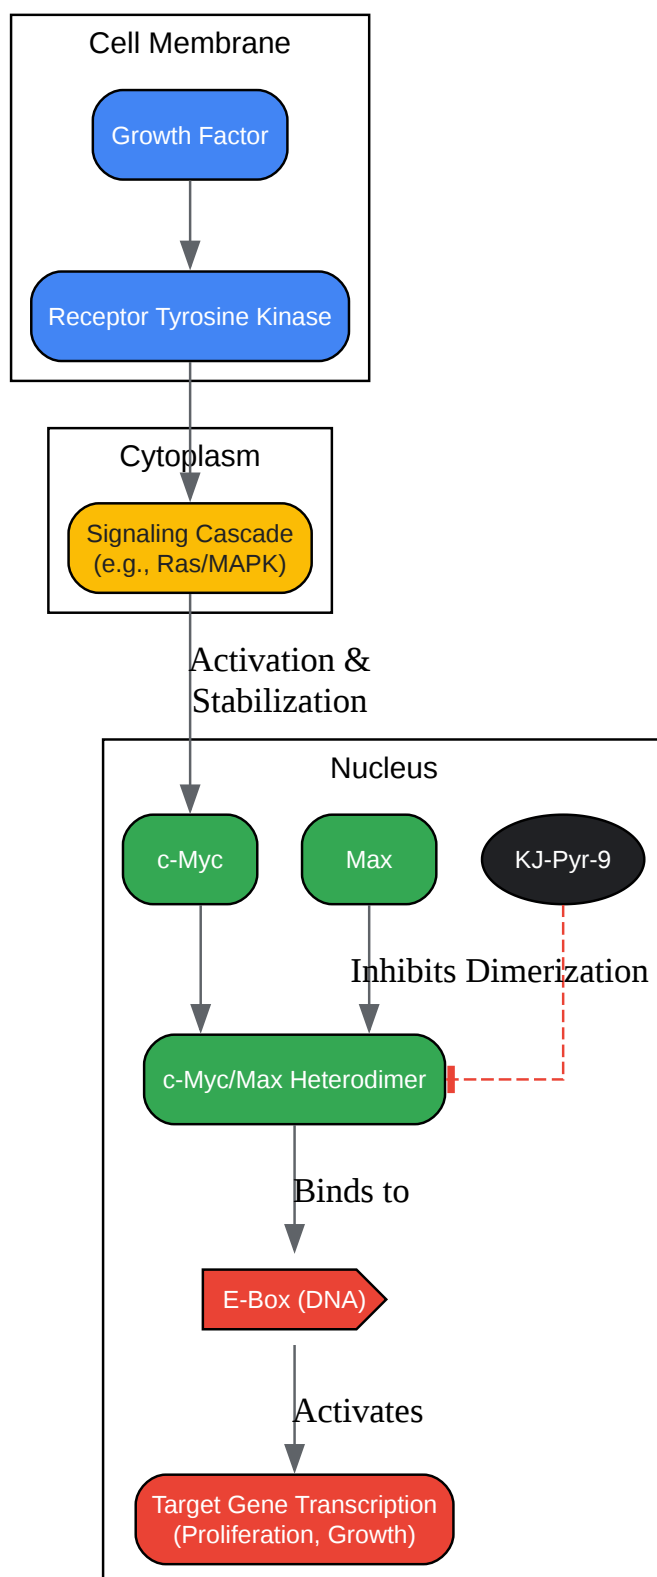 Cell Membrane
Growth Factor
Receptor Tyrosine Kinase
Cytoplasm
Signaling Cascade
(e.g., Ras/MAPK)
Activation &
Stabilization
Nucleus
c-Myc
Max
KJ-Pyr-9
Inhibits Dimerization
c-Myc/Max Heterodimer
Binds to
E-Box (DNA)
Activates
Target Gene Transcription
(Proliferation, Growth)